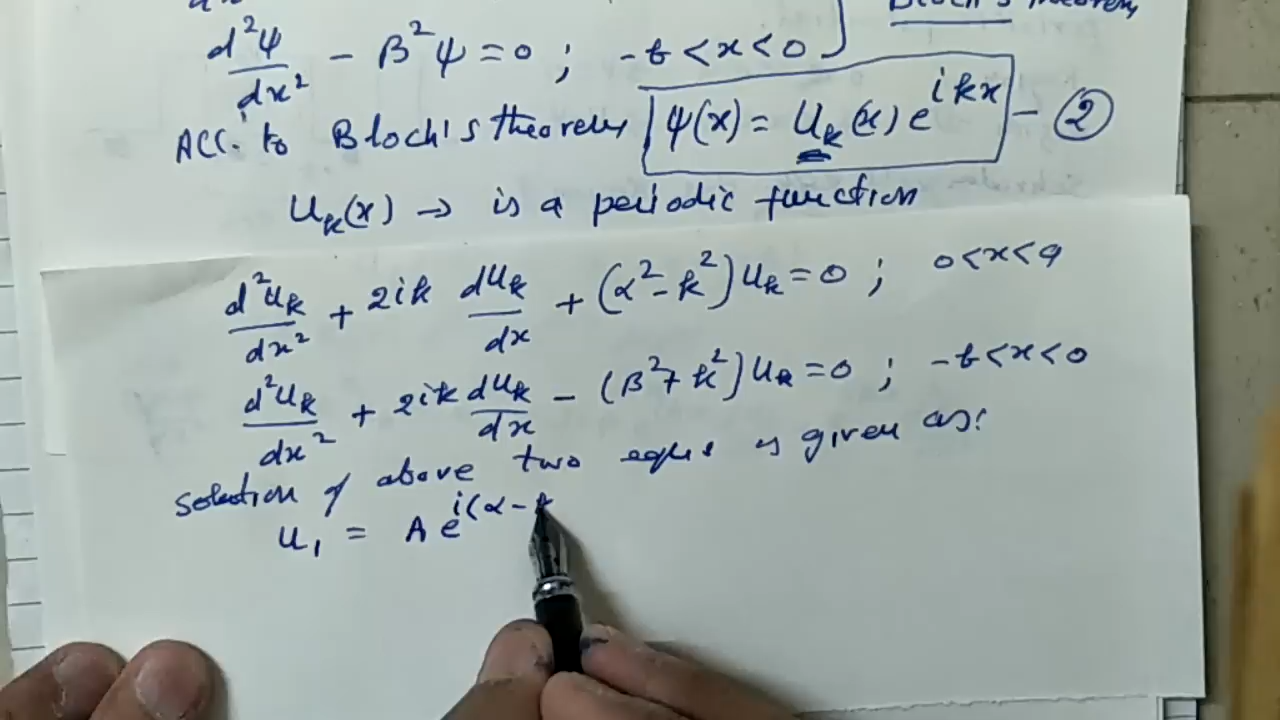 Bloch's theorem
d²ψ/dx² - β²ψ = 0 ; -b < x < 0
Acc. to Bloch's theorem ψ(x) = U_k(x) e^{ikx} - ②
U_k(x) → is a periodic function
d²U_k/dx² + 2ik dU_k/dx + (α² - k²) U_k = 0 ; 0 < x < a
d²U_k/dx² + 2ik dU_k/dx - (β² + k²) U_k = 0 ; -b < x < 0
Solution of above two eqns is given as:
U₁ = A e^{i(α-k